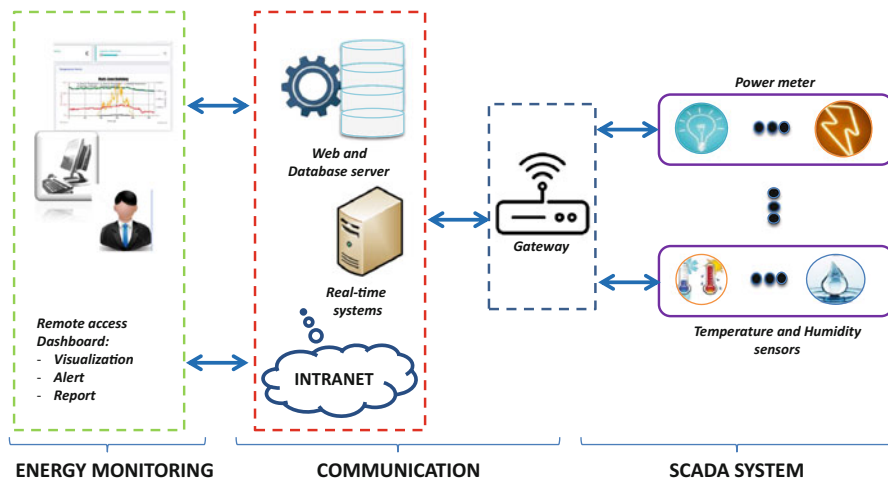 Power meter
Web and
Database server
Gateway
Real-time
systems
Remote access
Dashboard:
- Visualization
- Alert
- Report
INTRANET
Temperature and Humidity
sensors
ENERGY MONITORING
COMMUNICATION
SCADA SYSTEM